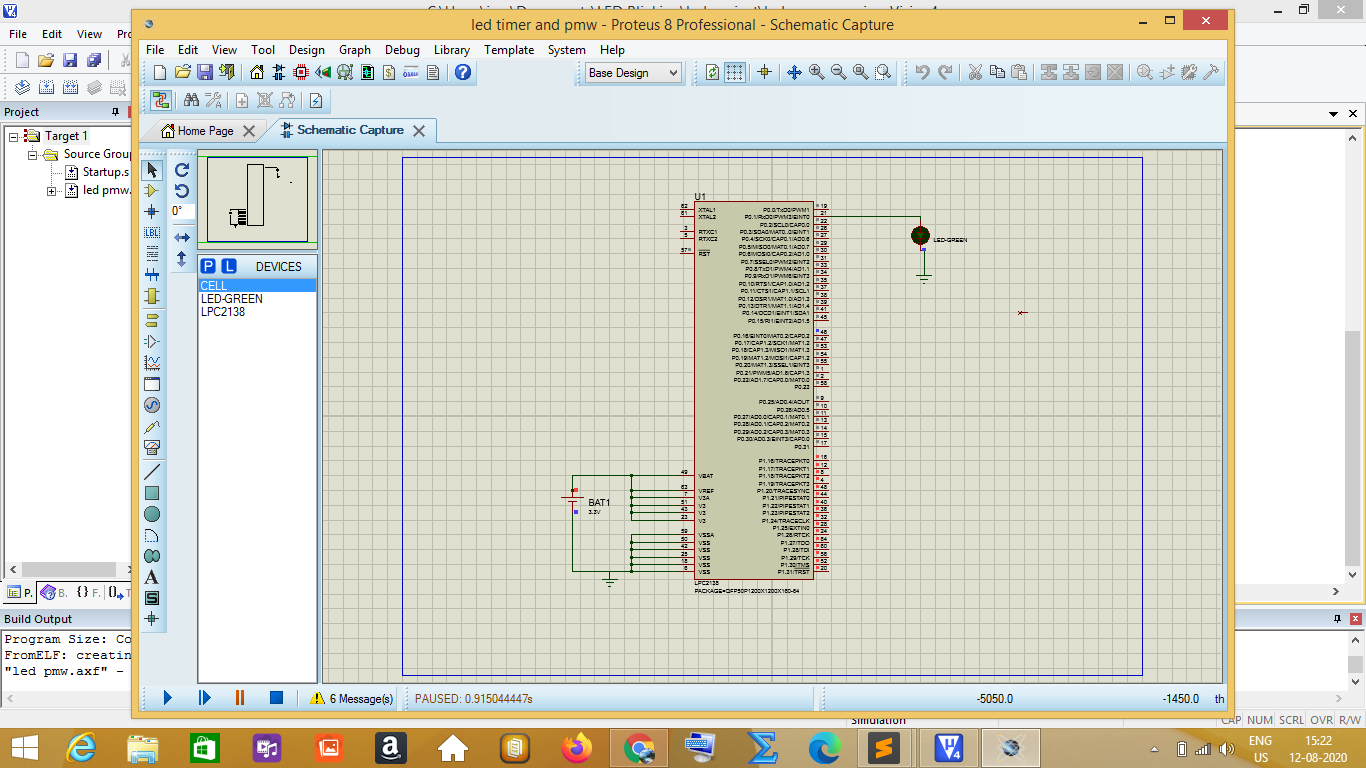 led timer and pmw - Proteus 8 Professional - Schematic Capture
File Edit View
File Edit View Tool Design Graph Debug Library Template System Help
Base Design
Project
Home Page
Schematic Capture
Target 1
Source Grou
Startup.s
led pmw.
0°
LBL
P L DEVICES
CELL
LED-GREEN
LPC2138
U1
XTAL1
XTAL2
RTXC1
RTXC2
RST
P0.0/TxD0/PWM1
P0.1/RxD0/PWM3/EINT0
P0.2/SCL0/CAP0.0
P0.3/SDA0/MAT0.0/EINT1
P0.4/SCK0/CAP0.1/AD0.6
P0.5/MISO0/MAT0.1/AD0.7
P0.6/MOSI0/CAP0.2/AD1.0
P0.7/SSEL0/PWM2/EINT2
P0.8/TxD1/PWM4/AD1.1
P0.9/RxD1/PWM6/EINT3
P0.10/RTS1/CAP1.0/AD1.2
P0.11/CTS1/CAP1.1/SCL1
P0.12/DSR1/MAT1.0/AD1.3
P0.13/DTR1/MAT1.1/AD1.4
P0.14/DCD1/EINT1/SDA1
P0.15/RI1/EINT2/AD1.5
P0.16/EINT0/MAT0.2/CAP0.2
P0.17/CAP1.2/SCK1/MAT1.2
P0.18/CAP1.3/MISO1/MAT1.3
P0.19/MAT1.2/MOSI1/CAP1.2
P0.20/MAT1.3/SSEL1/EINT3
P0.21/PWM5/AD1.6/CAP1.3
P0.22/AD1.7/CAP0.0/MAT0.0
P0.23
P0.25/AD0.4/AOUT
P0.26/AD0.5
P0.27/AD0.0/CAP0.1/MAT0.1
P0.28/AD0.1/CAP0.2/MAT0.2
P0.29/AD0.2/CAP0.3/MAT0.3
P0.30/AD0.3/EINT3/CAP0.0
P0.31
P1.16/TRACEPKT0
P1.17/TRACEPKT1
P1.18/TRACEPKT2
P1.19/TRACEPKT3
P1.20/TRACESYNC
P1.21/PIPESTAT0
P1.22/PIPESTAT1
P1.23/PIPESTAT2
P1.24/TRACECLK
P1.25/EXTIN0
P1.26/RTCK
P1.27/TDO
P1.28/TDI
P1.29/TCK
P1.30/TMS
P1.31/TRST
LED-GREEN
49 VBAT
63 VREF
7 V3A
51 V3
43 V3
23 V3
59 VSSA
50 VSS
42 VSS
25 VSS
18 VSS
6 VSS
BAT1
3.3V
LPC2138
PACKAGE=QFP50P1200X1200X160-64
P. B. {} F.
Build Output
Program Size: Co
FromELF: creatin
"led pmw.axf" -
6 Message(s)
PAUSED: 0.915044447s
-5050.0 -1450.0 th
Simulation
CAP NUM SCRL OVR R/W
ENG
US
15:22
12-08-2020